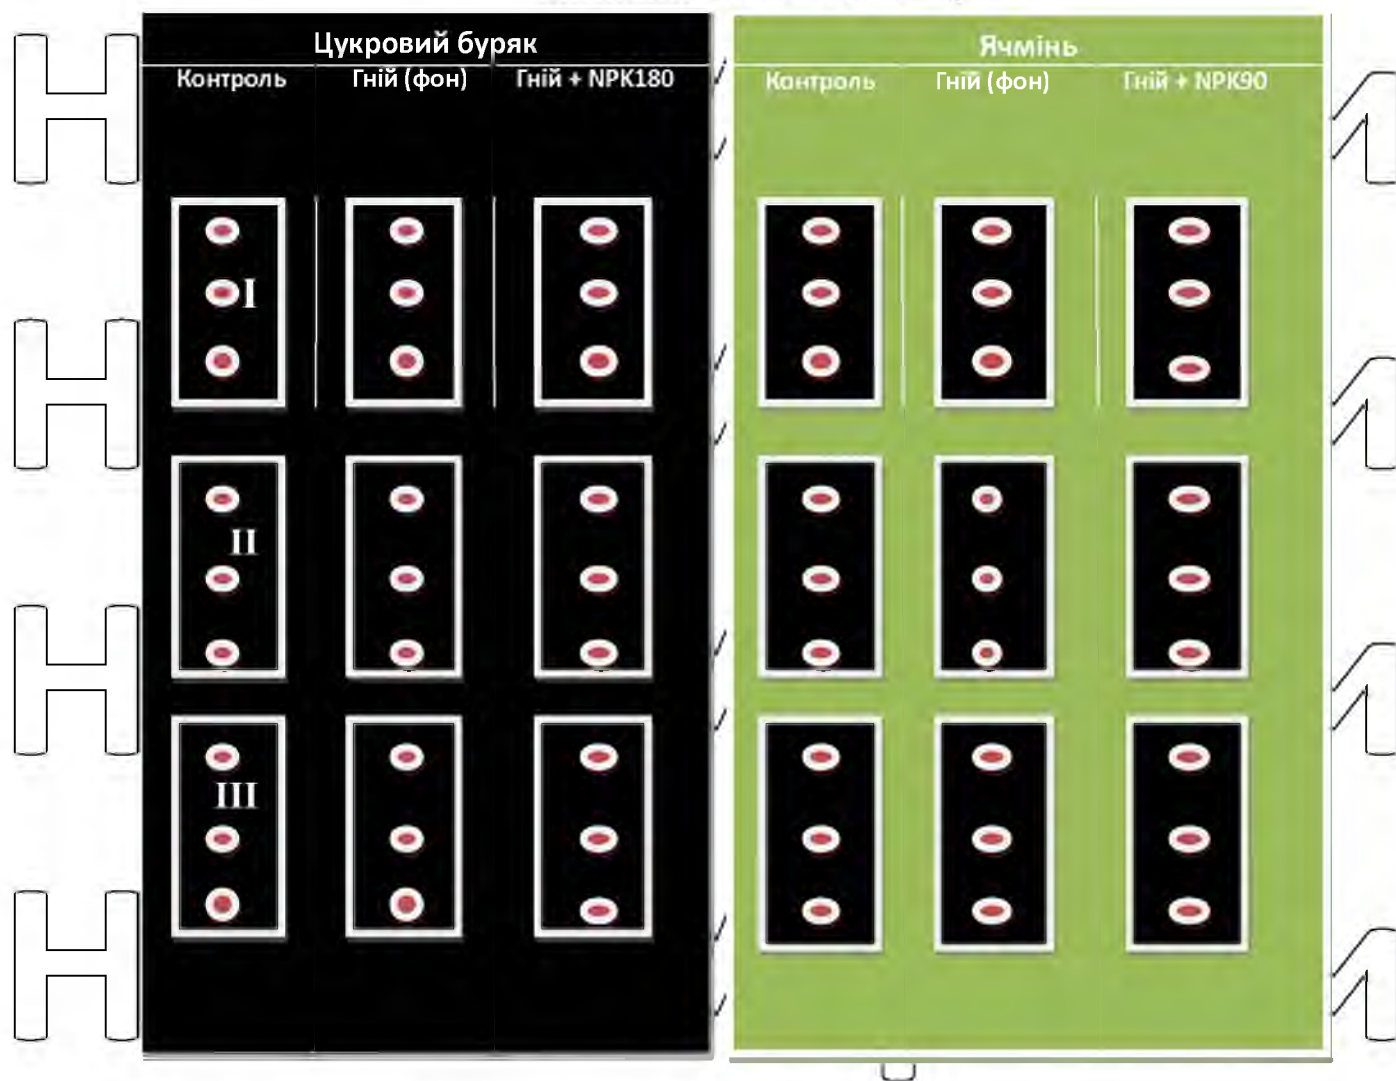 Цукровий буряк
Контроль Гній (фон) Гній + NPK180
Ячмінь
Контроль Гній (фон) Гній + NPK90
I
II
III